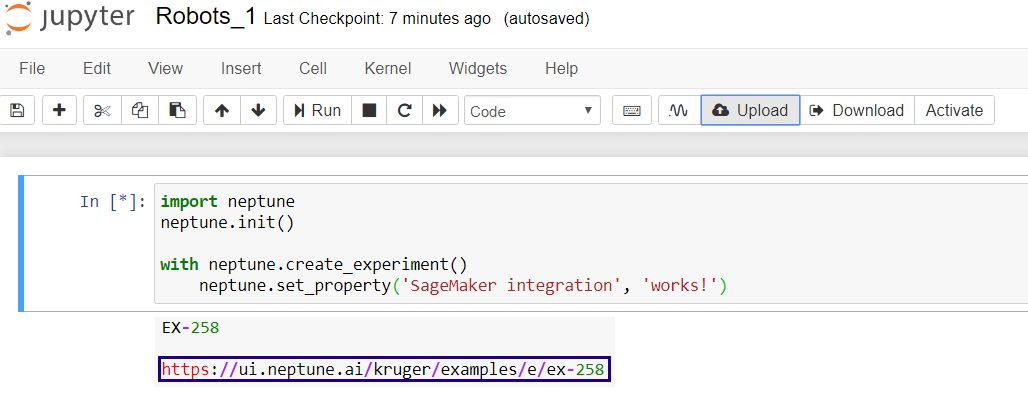 jupyter Robots_1 Last Checkpoint: 7 minutes ago (autosaved)
File Edit View Insert Cell Kernel Widgets Help
Run Code Upload Download Activate
In [*]: import neptune
neptune.init()
with neptune.create_experiment()
neptune.set_property('SageMaker integration', 'works!')
EX-258
https://ui.neptune.ai/kruger/examples/e/ex-258